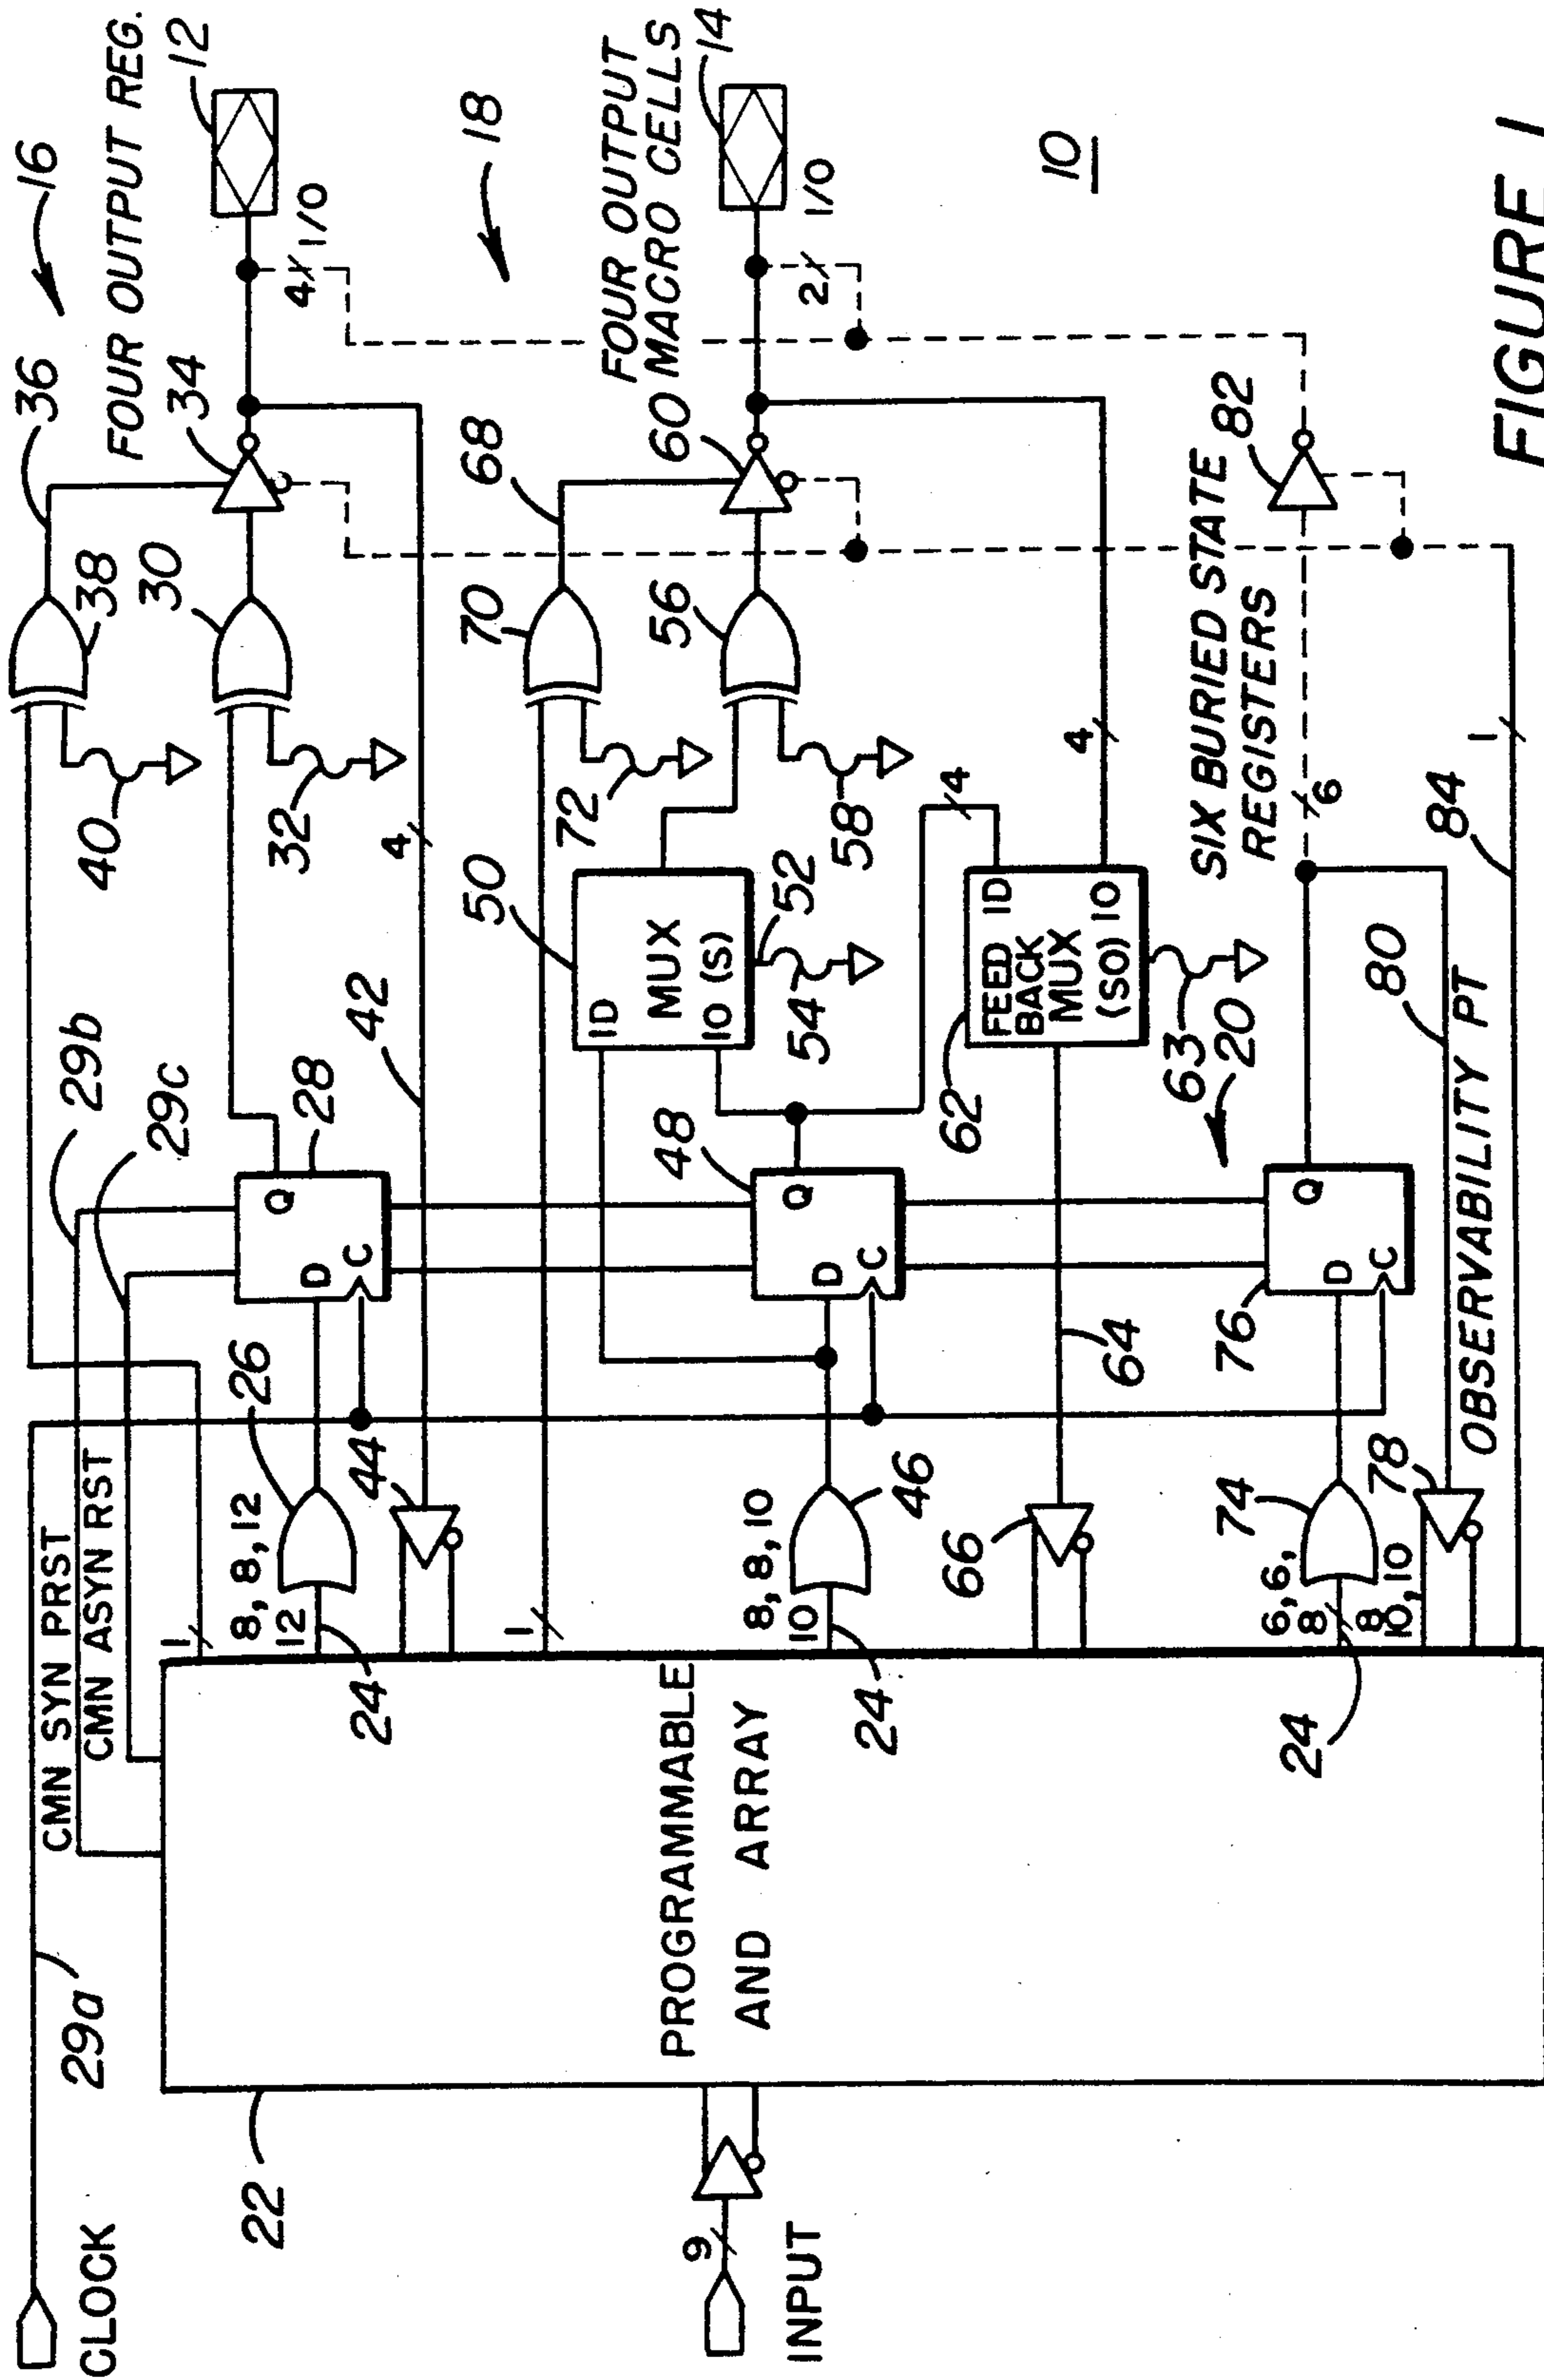 CLOCK
29a
CMN SYN PRST
CMN ASYN RST
29b
29c
36
16
FOUR OUTPUT REG.
12
22
1
8, 8, 12
12
24
26
44
D
C
Q
28
42
40
38
32
30
34
4
4
I/O
INPUT
9
PROGRAMMABLE
AND ARRAY
1
8, 8, 10
10
24
46
66
D
C
Q
48
50
ID
MUX
IO (S)
52
54
72
70
58
56
68
60
FOUR OUTPUT
MACRO CELLS
18
14
2
I/O
10
64
62
FEED
BACK
MUX
(SO)
ID
IO
63
4
4
20
6, 6,
8
8
10, 10
24
74
78
76
D
C
Q
80
OBSERVABILITY PT
SIX BURIED STATE
REGISTERS
6
82
84
1
FIGURE 1